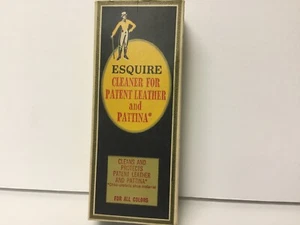 ESQUIRE
CLEANER FOR
PATENT LEATHER
and
PATTINA*
CLEANS AND
PROTECTS
PATENT LEATHER
AND PATTINA*
FOR ALL COLORS